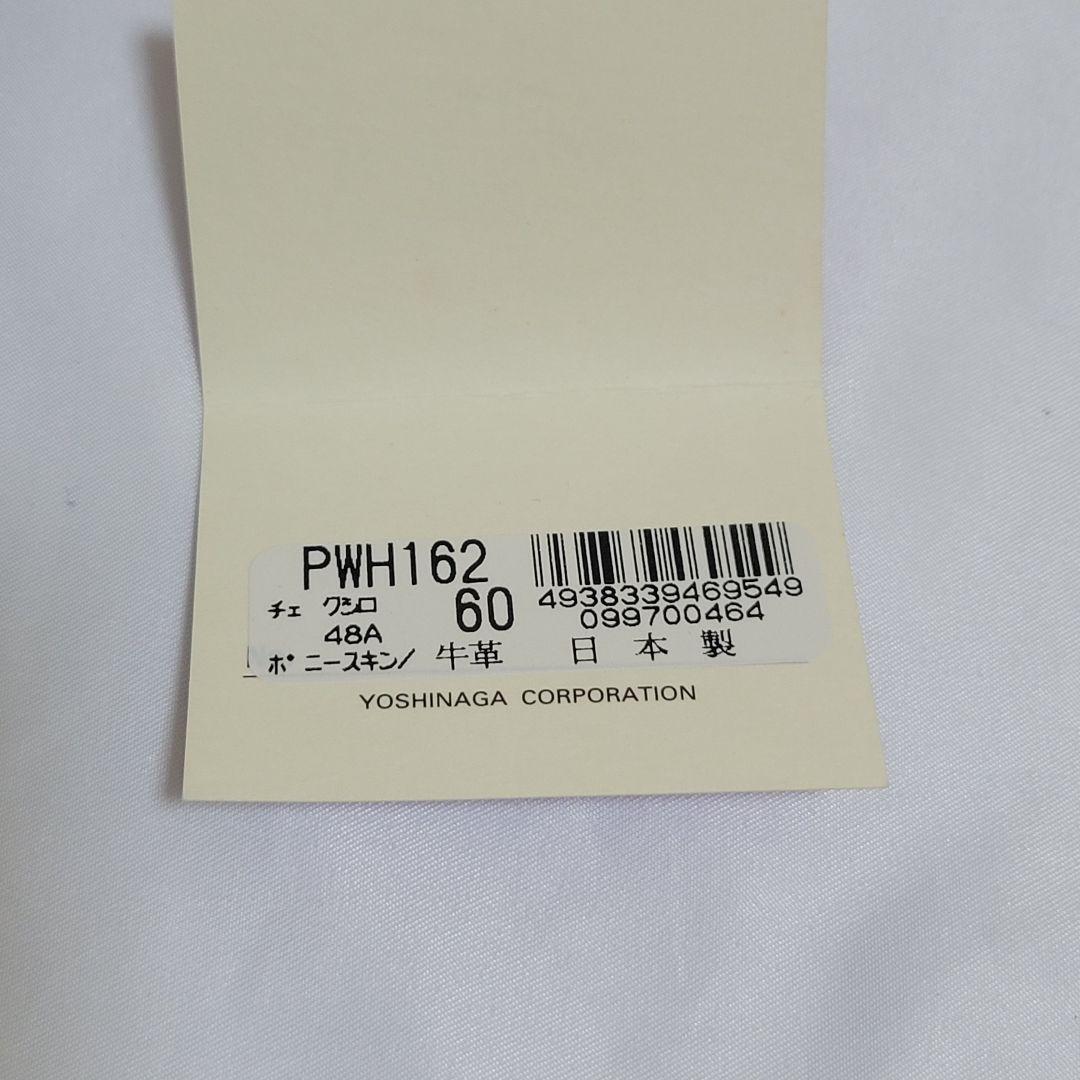 PWH162
チェ クシロ 60
48A
ポニースキン/ 牛革 日本製
4938339469549
099700464
YOSHINAGA CORPORATION